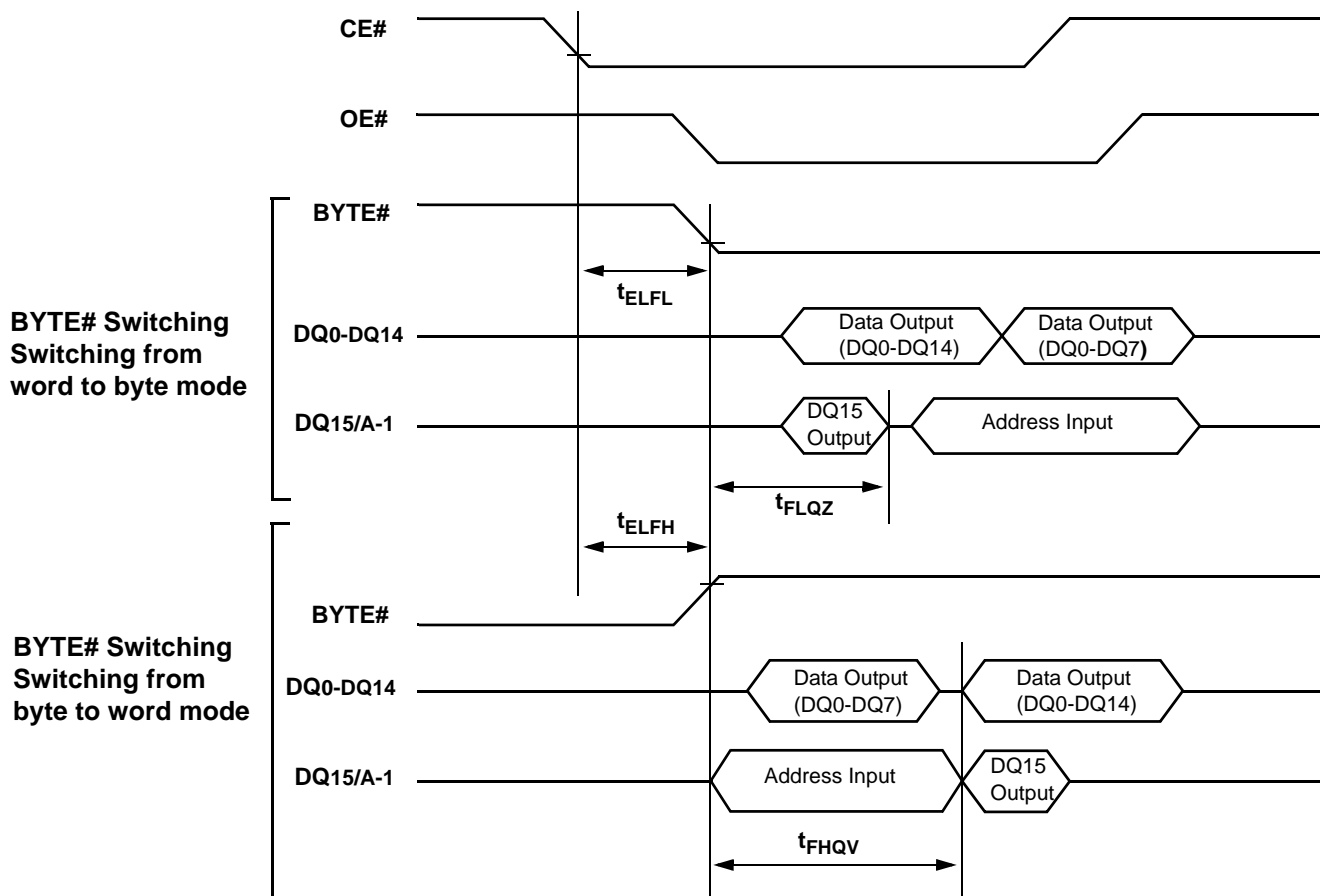 CE#
OE#
BYTE#
tELFL
BYTE# Switching
Switching from
word to byte mode
DQ0-DQ14
Data Output
(DQ0-DQ14)
Data Output
(DQ0-DQ7)
DQ15/A-1
DQ15
Output
Address Input
tFLQZ
tELFH
BYTE#
BYTE# Switching
Switching from
byte to word mode
DQ0-DQ14
Data Output
(DQ0-DQ7)
Data Output
(DQ0-DQ14)
DQ15/A-1
Address Input
DQ15
Output
tFHQV